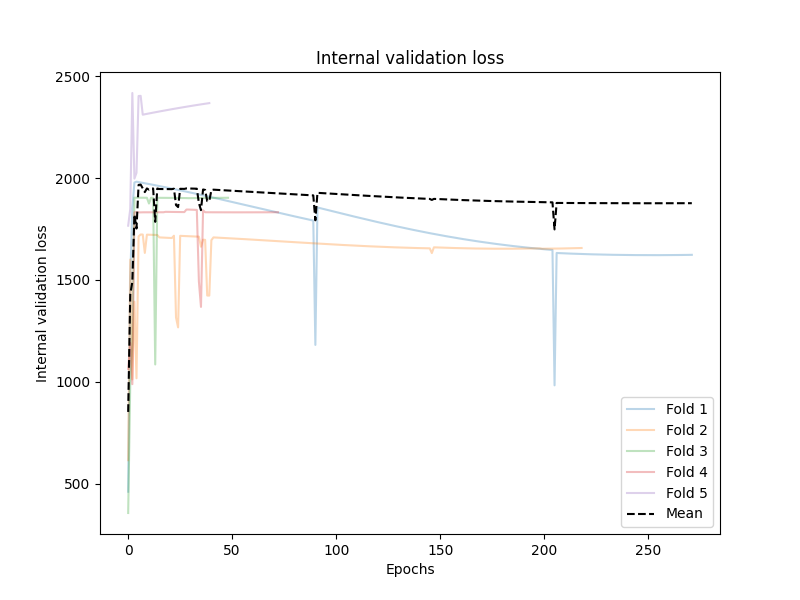 Internal validation loss
2500
2000
1500
1000
500
Internal validation loss
0
50
100
150
200
250
Epochs
Fold 1
Fold 2
Fold 3
Fold 4
Fold 5
Mean